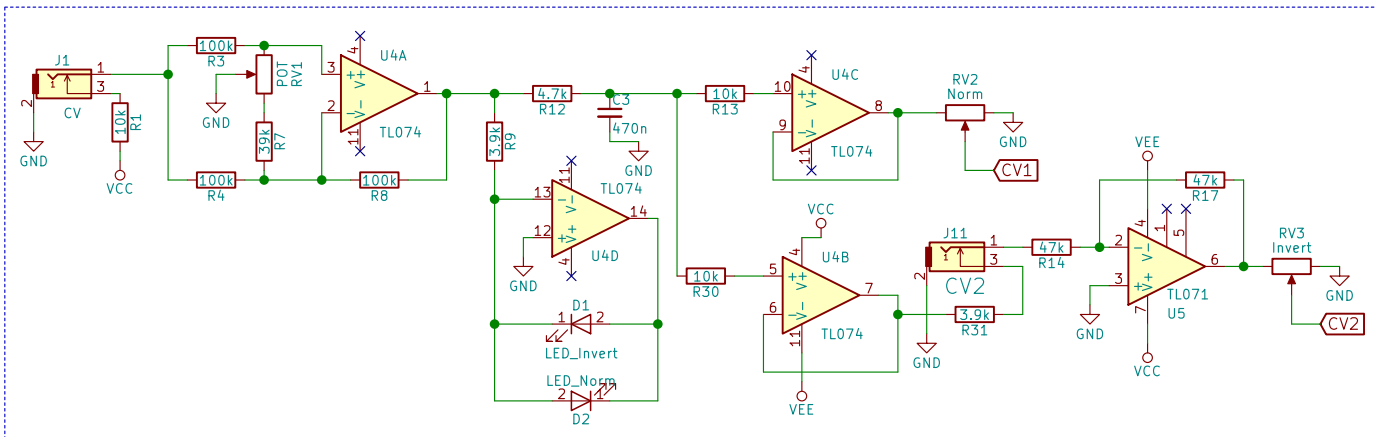 J1
1
3
2
CV
GND
10k
R1
VCC
100k
R3
POT
RV1
GND
39k
R7
100k
R4
100k
R8
U4A
4
3
+
V+
2
-
V-
11
1
TL074
3.9k
R9
4.7k
R12
C3
470n
GND
11
TL074
13
-
V-
12
+
V+
4
14
U4D
GND
D1
1
2
LED_Invert
LED_Norm
2
1
D2
10k
R13
4
U4C
10
+
V+
9
-
V-
11
8
TL074
RV2
Norm
GND
CV1
10k
R30
VCC
4
U4B
5
+
V+
6
-
V-
11
7
TL074
VEE
J11
1
3
2
CV2
GND
3.9k
R31
47k
R14
VEE
47k
R17
4
1
5
2
-
V-
3
+
V+
7
6
TL071
U5
GND
VCC
RV3
Invert
GND
CV2